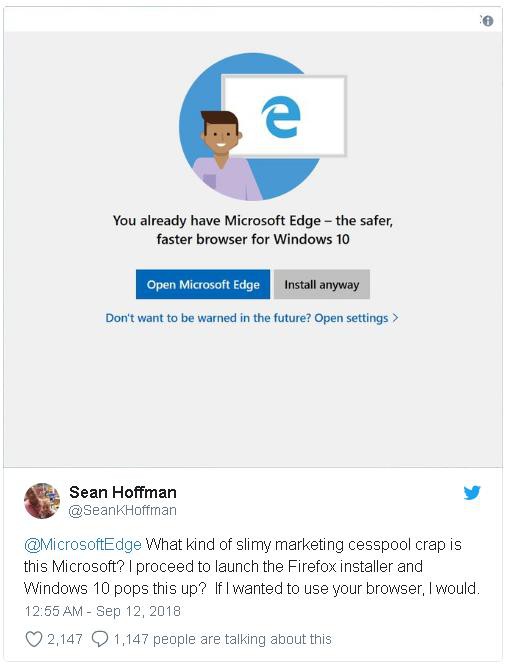 You already have Microsoft Edge – the safer,
faster browser for Windows 10
Open Microsoft Edge
Install anyway
Don't want to be warned in the future? Open settings >
Sean Hoffman
@SeanKHoffman
@MicrosoftEdge What kind of slimy marketing cesspool crap is
this Microsoft? I proceed to launch the Firefox installer and
Windows 10 pops this up? If I wanted to use your browser, I would.
12:55 AM - Sep 12, 2018
2,147 1,147 people are talking about this